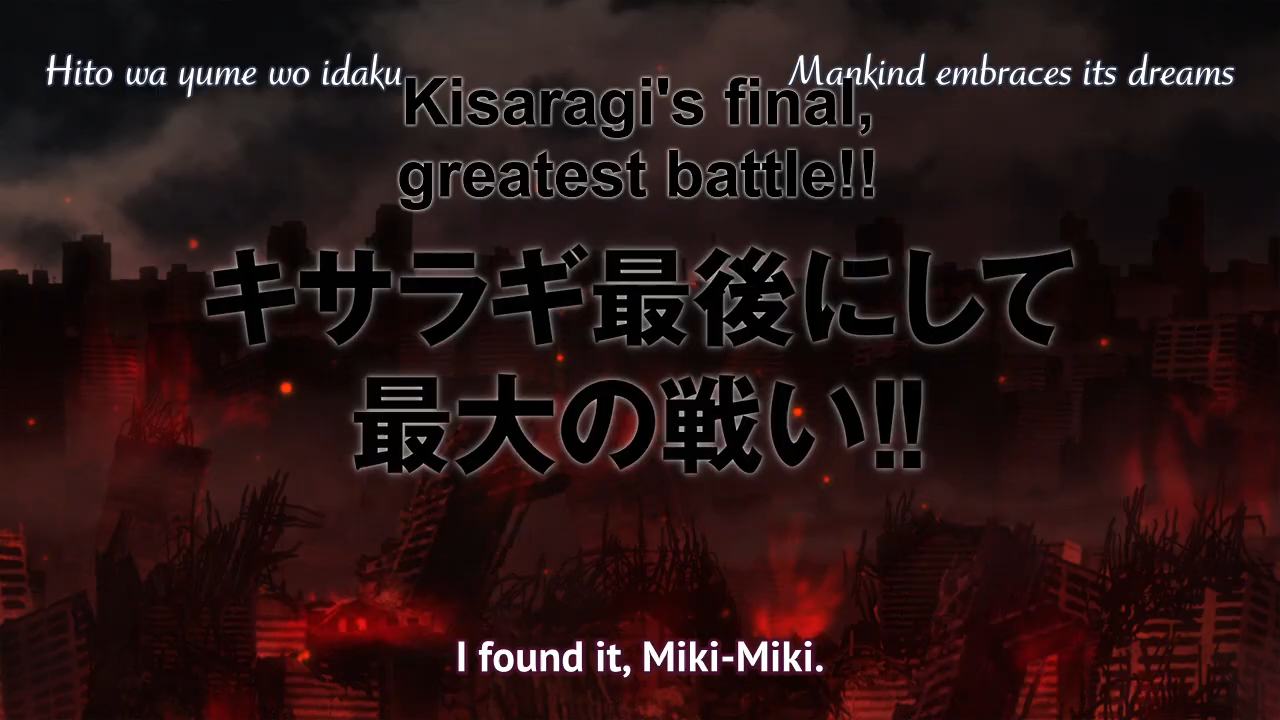 Hito wa yume wo idaku
Mankind embraces its dreams
Kisaragi's final,
greatest battle!!
キサラギ最後にして
最大の戦い!!
I found it, Miki-Miki.